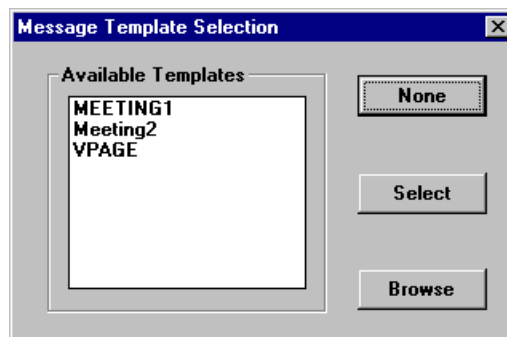 Message Template Selection
Available Templates
MEETING1
Meeting2
VPAGE
None
Select
Browse